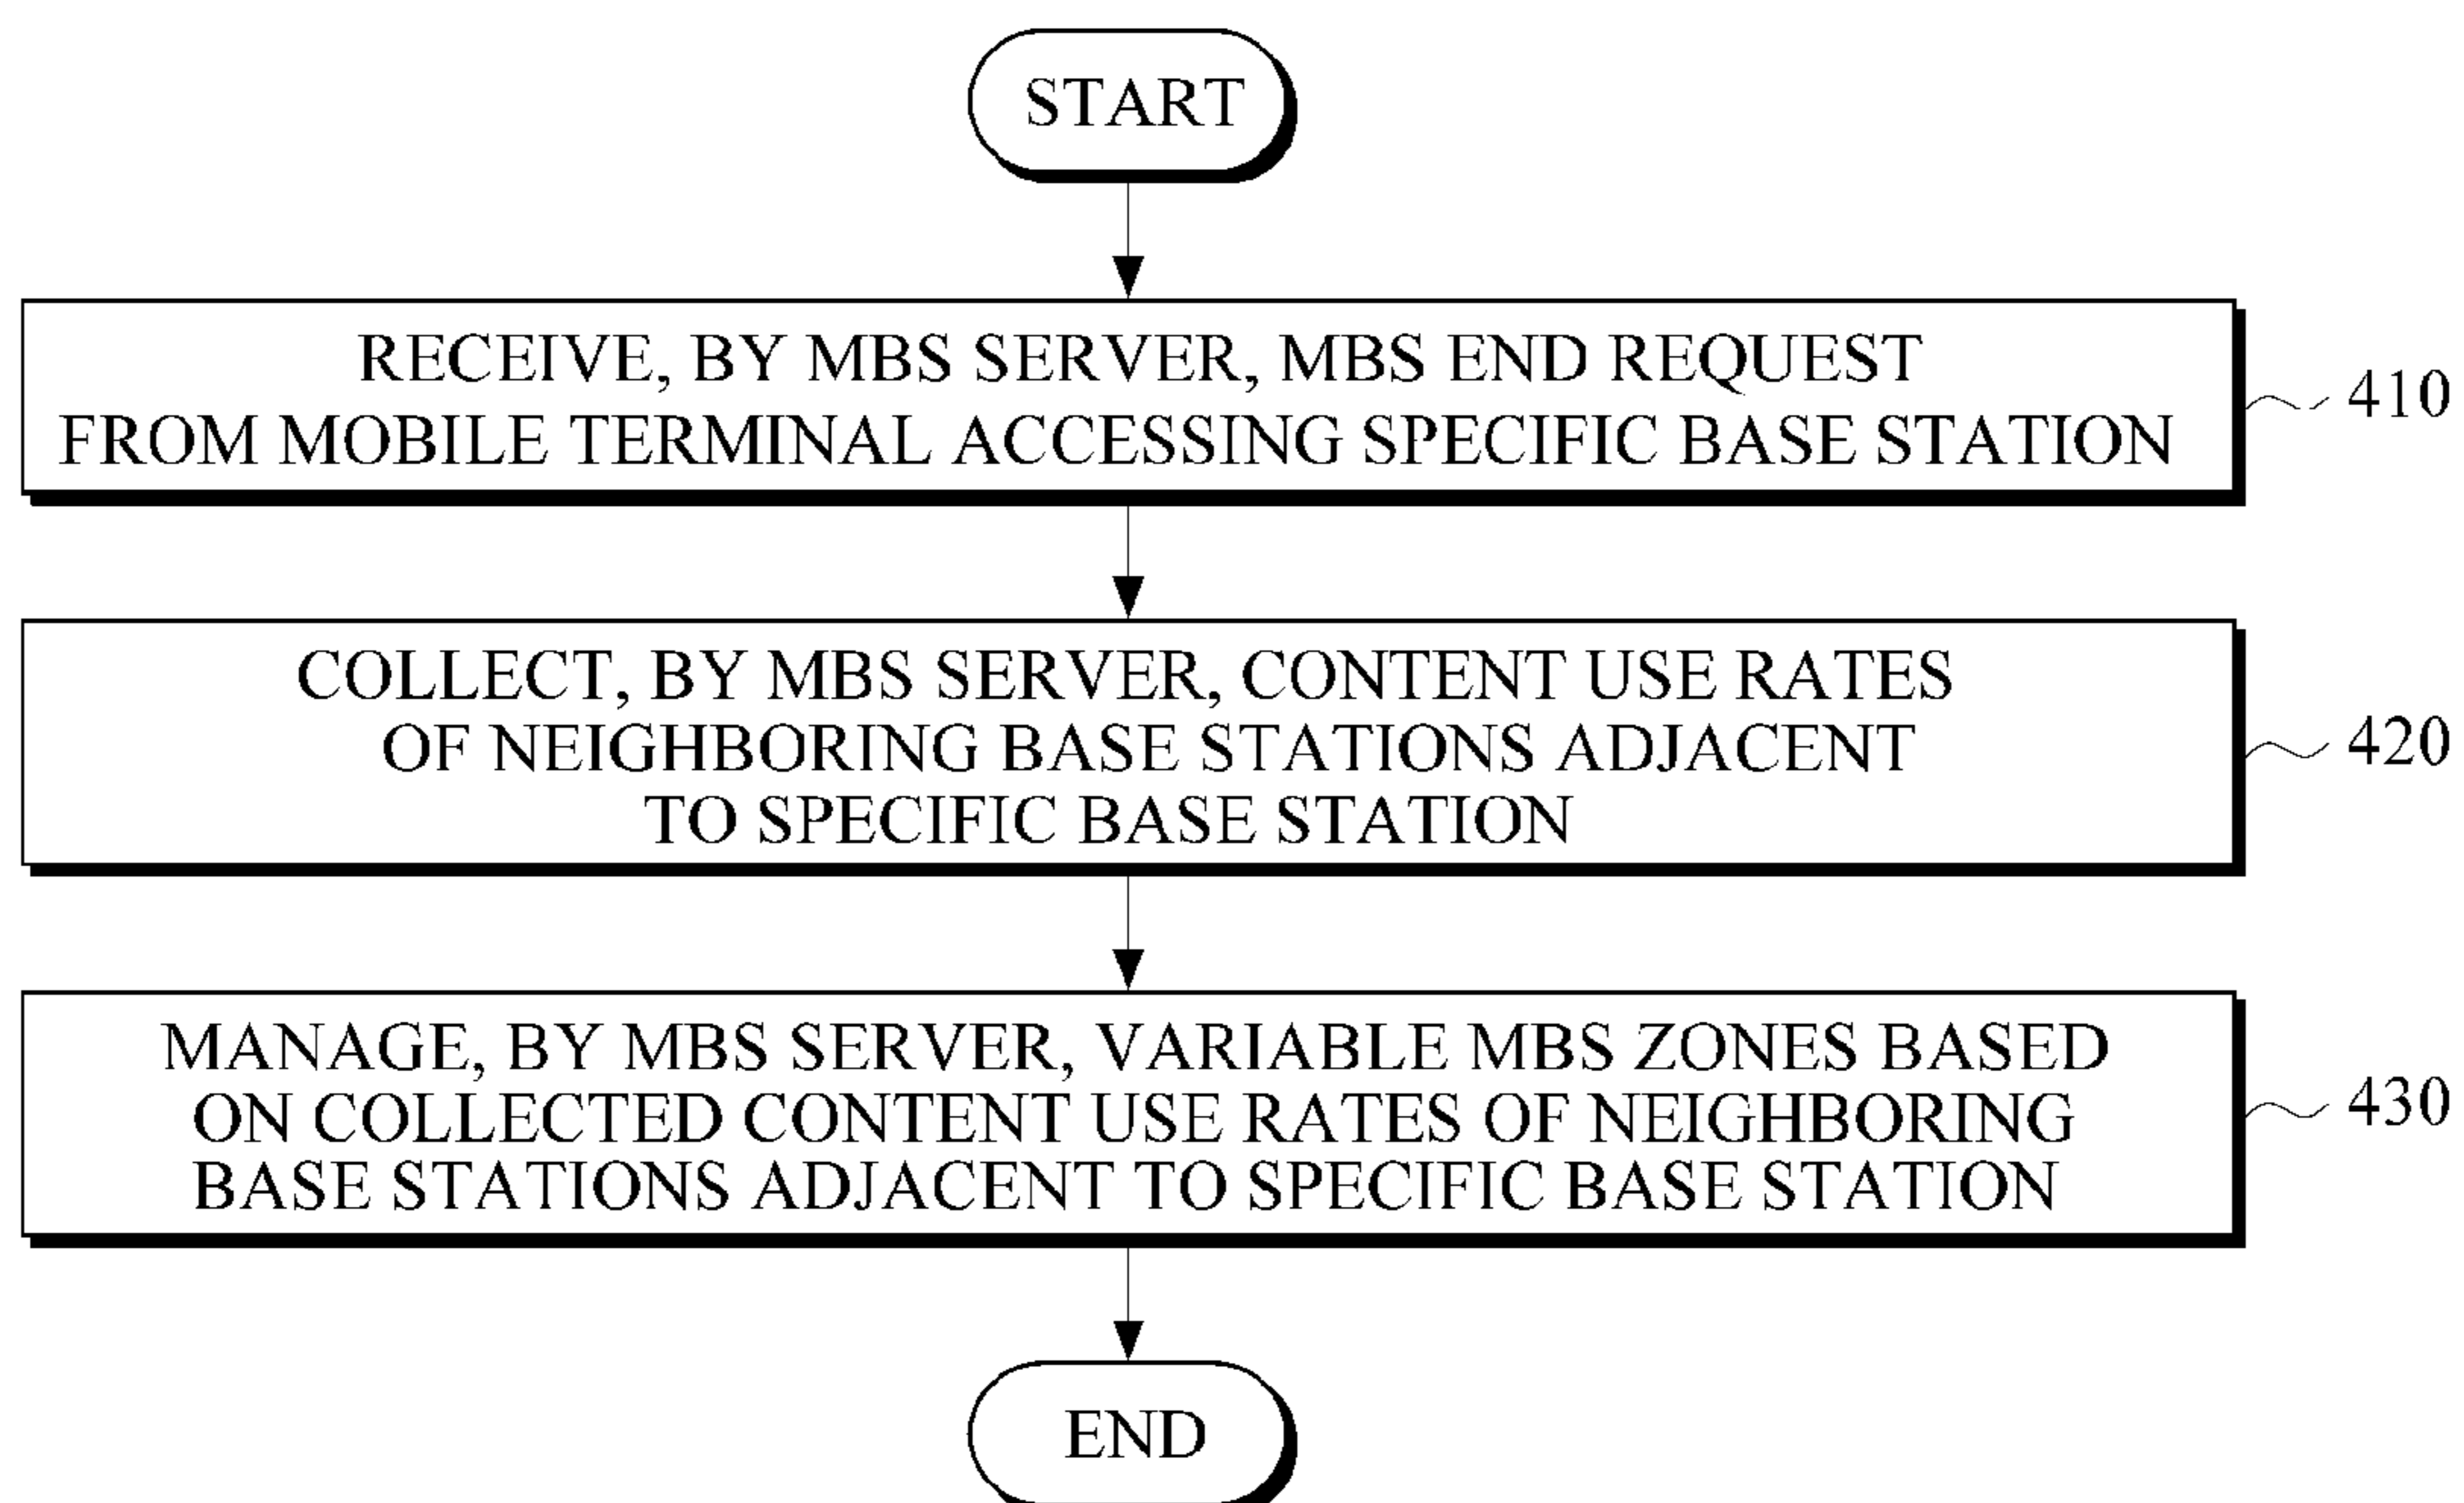 START
RECEIVE, BY MBS SERVER, MBS END REQUEST
FROM MOBILE TERMINAL ACCESSING SPECIFIC BASE STATION
410
COLLECT, BY MBS SERVER, CONTENT USE RATES
OF NEIGHBORING BASE STATIONS ADJACENT
TO SPECIFIC BASE STATION
420
MANAGE, BY MBS SERVER, VARIABLE MBS ZONES BASED
ON COLLECTED CONTENT USE RATES OF NEIGHBORING
BASE STATIONS ADJACENT TO SPECIFIC BASE STATION
430
END